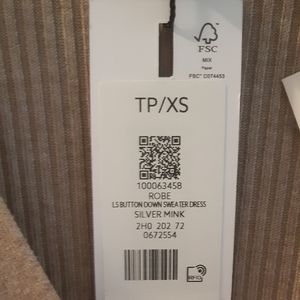 FSC
MIX
Paper
FSC® C074453
TP/XS
100063458
ROBE
LS BUTTON DOWN SWEATER DRESS
SILVER MINK
2H0 202 72
0672554